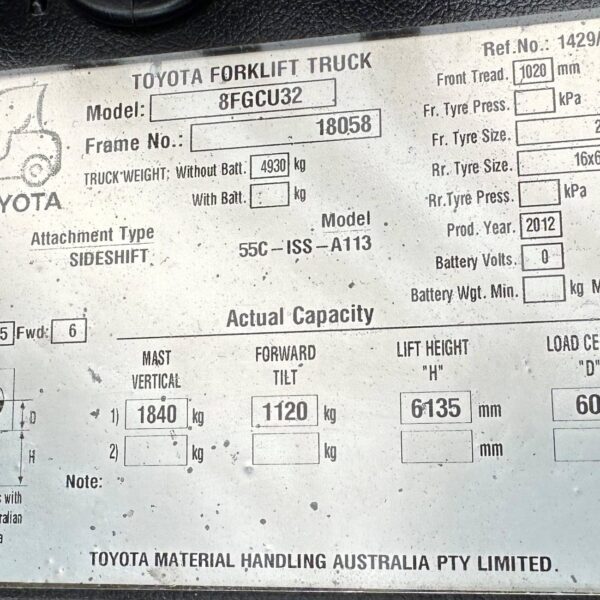 Ref.No.: 1429/
TOYOTA FORKLIFT TRUCK
Model: 8FGCU32
Frame No.: 18058
TRUCK WEIGHT: Without Batt. 4930 kg
With Batt. kg
Front Tread. 1020 mm
Fr. Tyre Press. kPa
Fr. Tyre Size. 2
Rr. Tyre Size. 16x6
Rr.Tyre Press. kPa
Prod. Year. 2012
Battery Volts. 0
Battery Wgt. Min. kg M
YOTA
Attachment Type
SIDESHIFT
Model
55C-ISS-A113
5 Fwd: 6
Actual Capacity
MAST VERTICAL
FORWARD TILT
LIFT HEIGHT "H"
LOAD CE "D"
1) 1840 kg 1120 kg 6135 mm 60
2) kg kg mm
D
H
Note:
with
ralian
a
TOYOTA MATERIAL HANDLING AUSTRALIA PTY LIMITED.